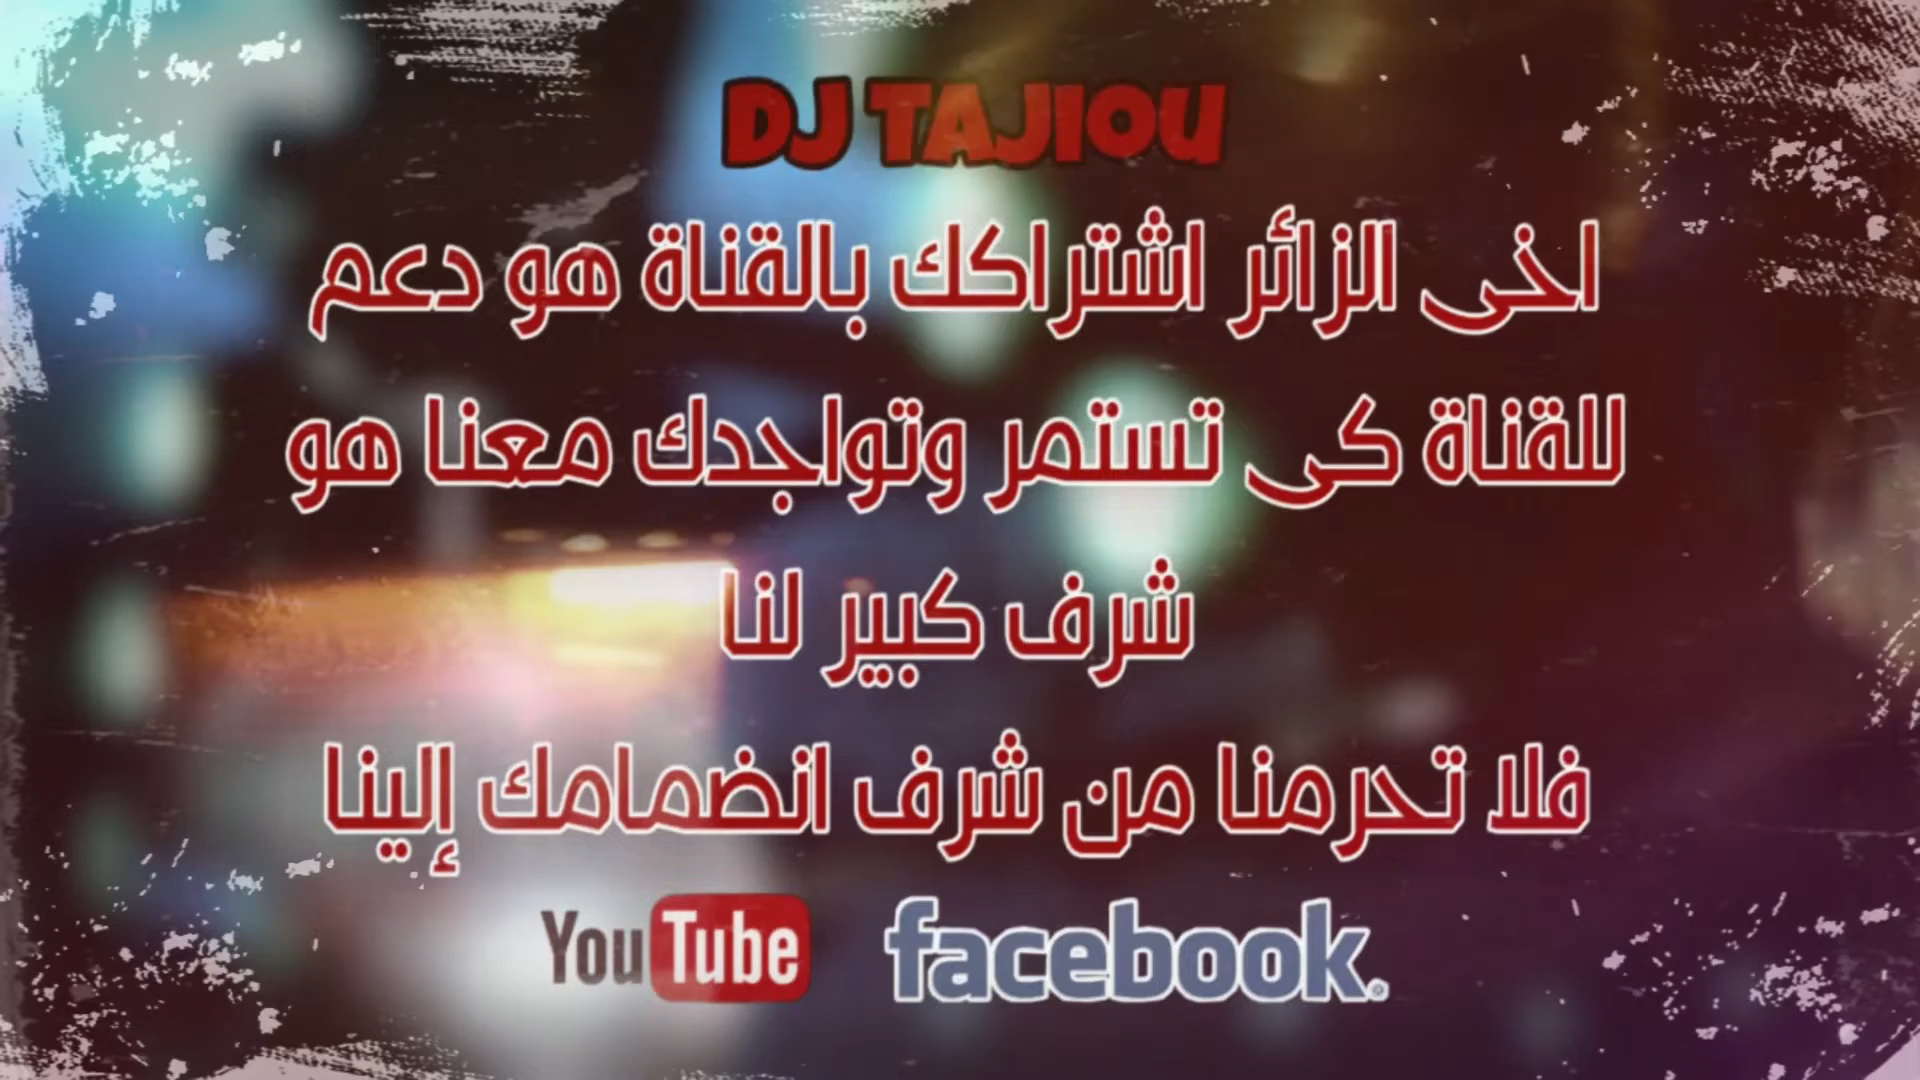 DJ TAJIOU
اخى الزائر اشتراكك بالقناة هو دعم
للقناة كى تستمر وتواجدك معنا هو
شرف كبير لنا
فلا تحرمنا من شرف انضمامك إلينا
YouTube facebook.